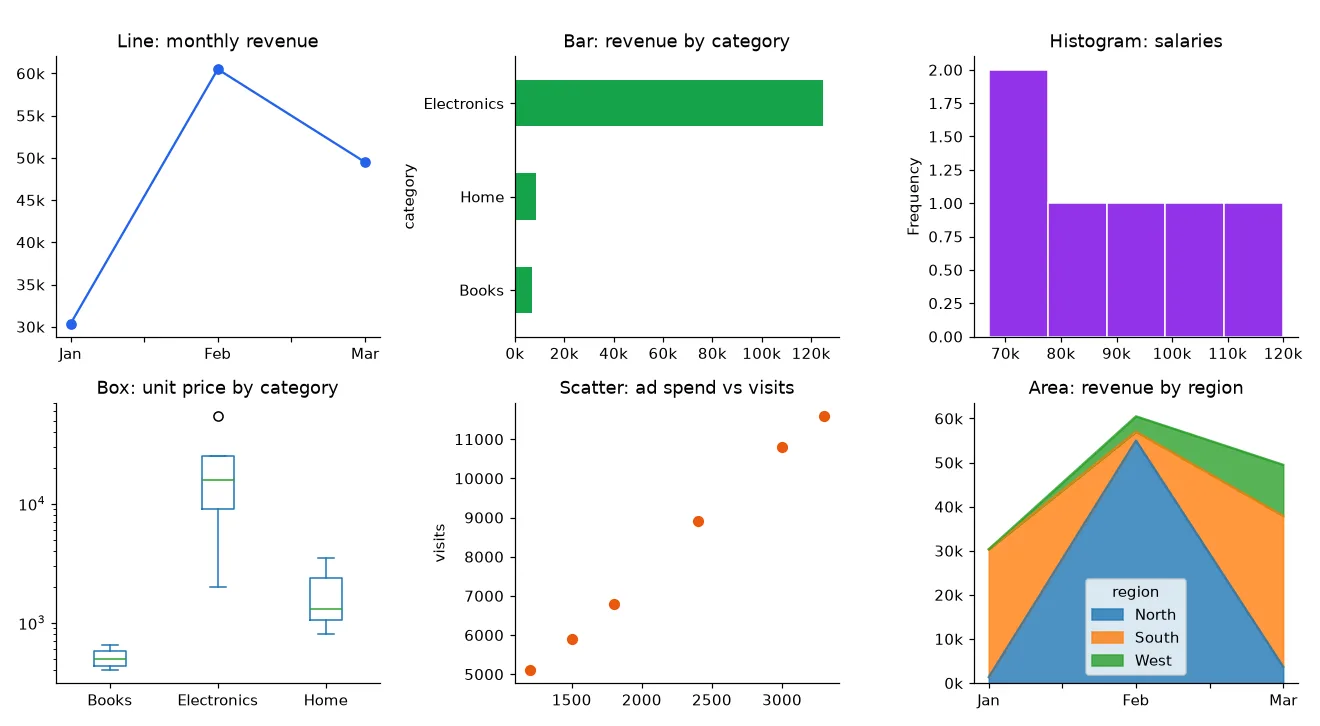 Line: monthly revenue
60k
55k
50k
45k
40k
35k
30k
Jan Feb Mar
Bar: revenue by category
category
Electronics
Home
Books
0k 20k 40k 60k 80k 100k 120k
Histogram: salaries
Frequency
2.00
1.75
1.50
1.25
1.00
0.75
0.50
0.25
0.00
70k 80k 90k 100k 110k 120k
Box: unit price by category
10⁴
10³
Books Electronics Home
Scatter: ad spend vs visits
visits
11000
10000
9000
8000
7000
6000
5000
1500 2000 2500 3000
Area: revenue by region
60k
50k
40k
30k
20k
10k
0k
region
North
South
West
Jan Feb Mar